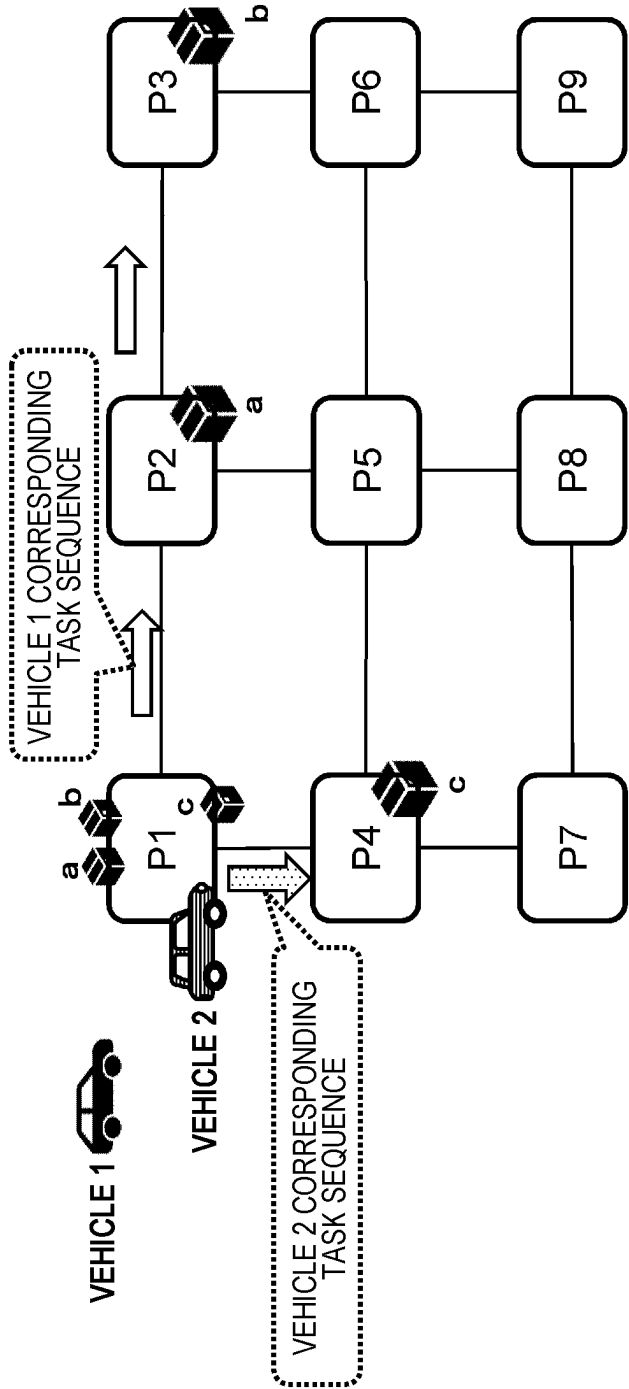 VEHICLE 1 CORRESPONDING
TASK SEQUENCE
VEHICLE 1
VEHICLE 2
a
b
c
P1
P2
a
P3
b
VEHICLE 2 CORRESPONDING
TASK SEQUENCE
P4
c
P5
P6
P7
P8
P9